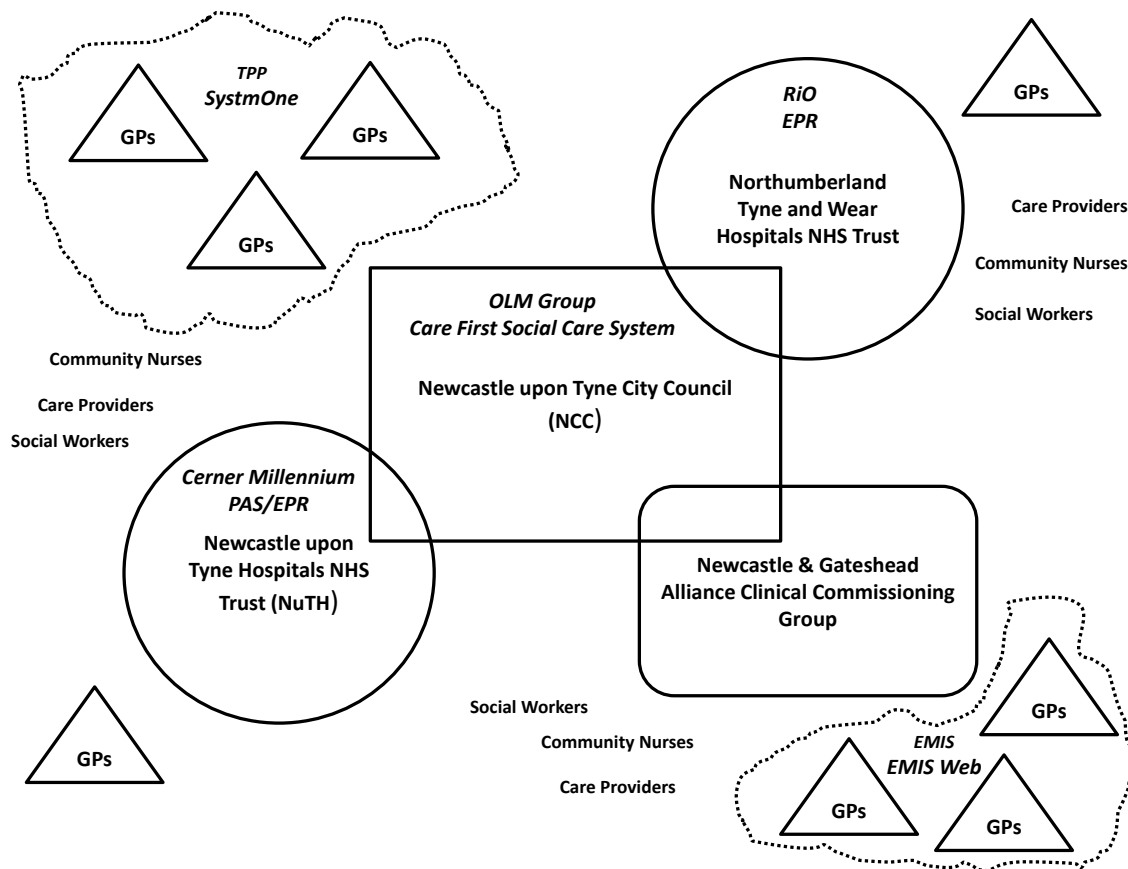 TPP
SystmOne
GPs
GPs
GPs
RiO
EPR
Northumberland
Tyne and Wear
Hospitals NHS Trust
GPs
Care Providers
Community Nurses
Social Workers
OLM Group
Care First Social Care System
Newcastle upon Tyne City Council
(NCC)
Community Nurses
Care Providers
Social Workers
Cerner Millennium
PAS/EPR
Newcastle upon
Tyne Hospitals NHS
Trust (NuTH)
Newcastle & Gateshead
Alliance Clinical Commissioning
Group
GPs
Social Workers
Community Nurses
Care Providers
EMIS
EMIS Web
GPs
GPs
GPs